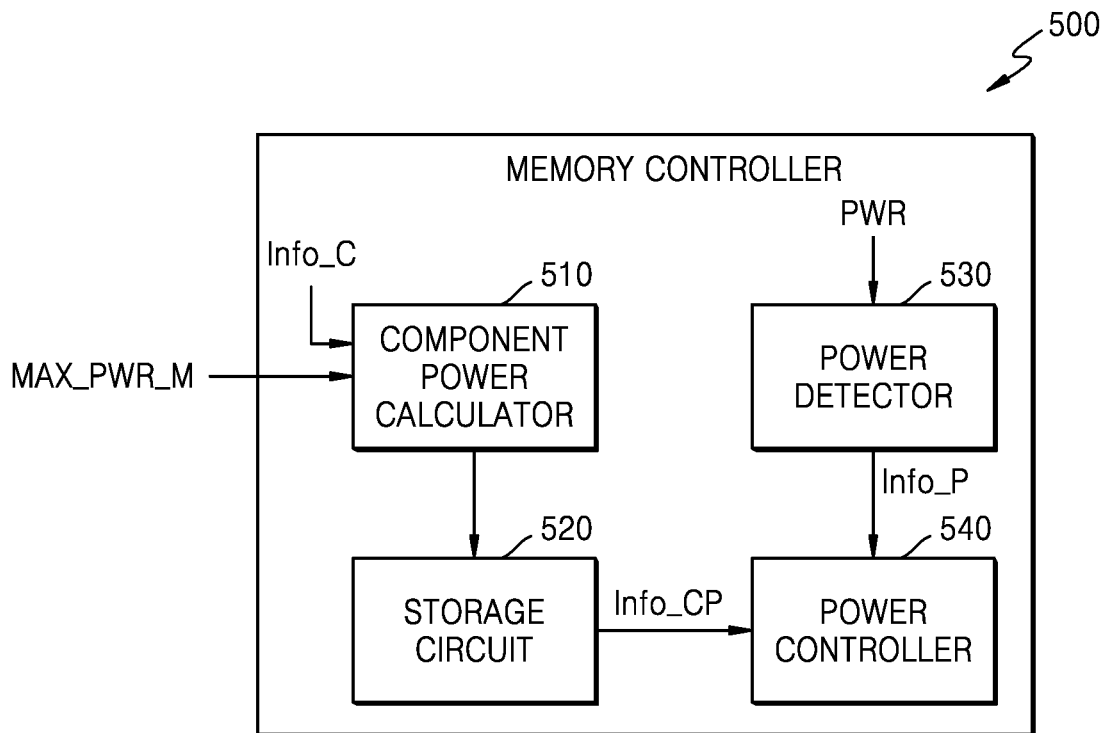 500
MEMORY CONTROLLER
PWR
Info_C
510
530
COMPONENT
POWER
CALCULATOR
POWER
DETECTOR
MAX_PWR_M
Info_P
520
540
STORAGE
CIRCUIT
Info_CP
POWER
CONTROLLER